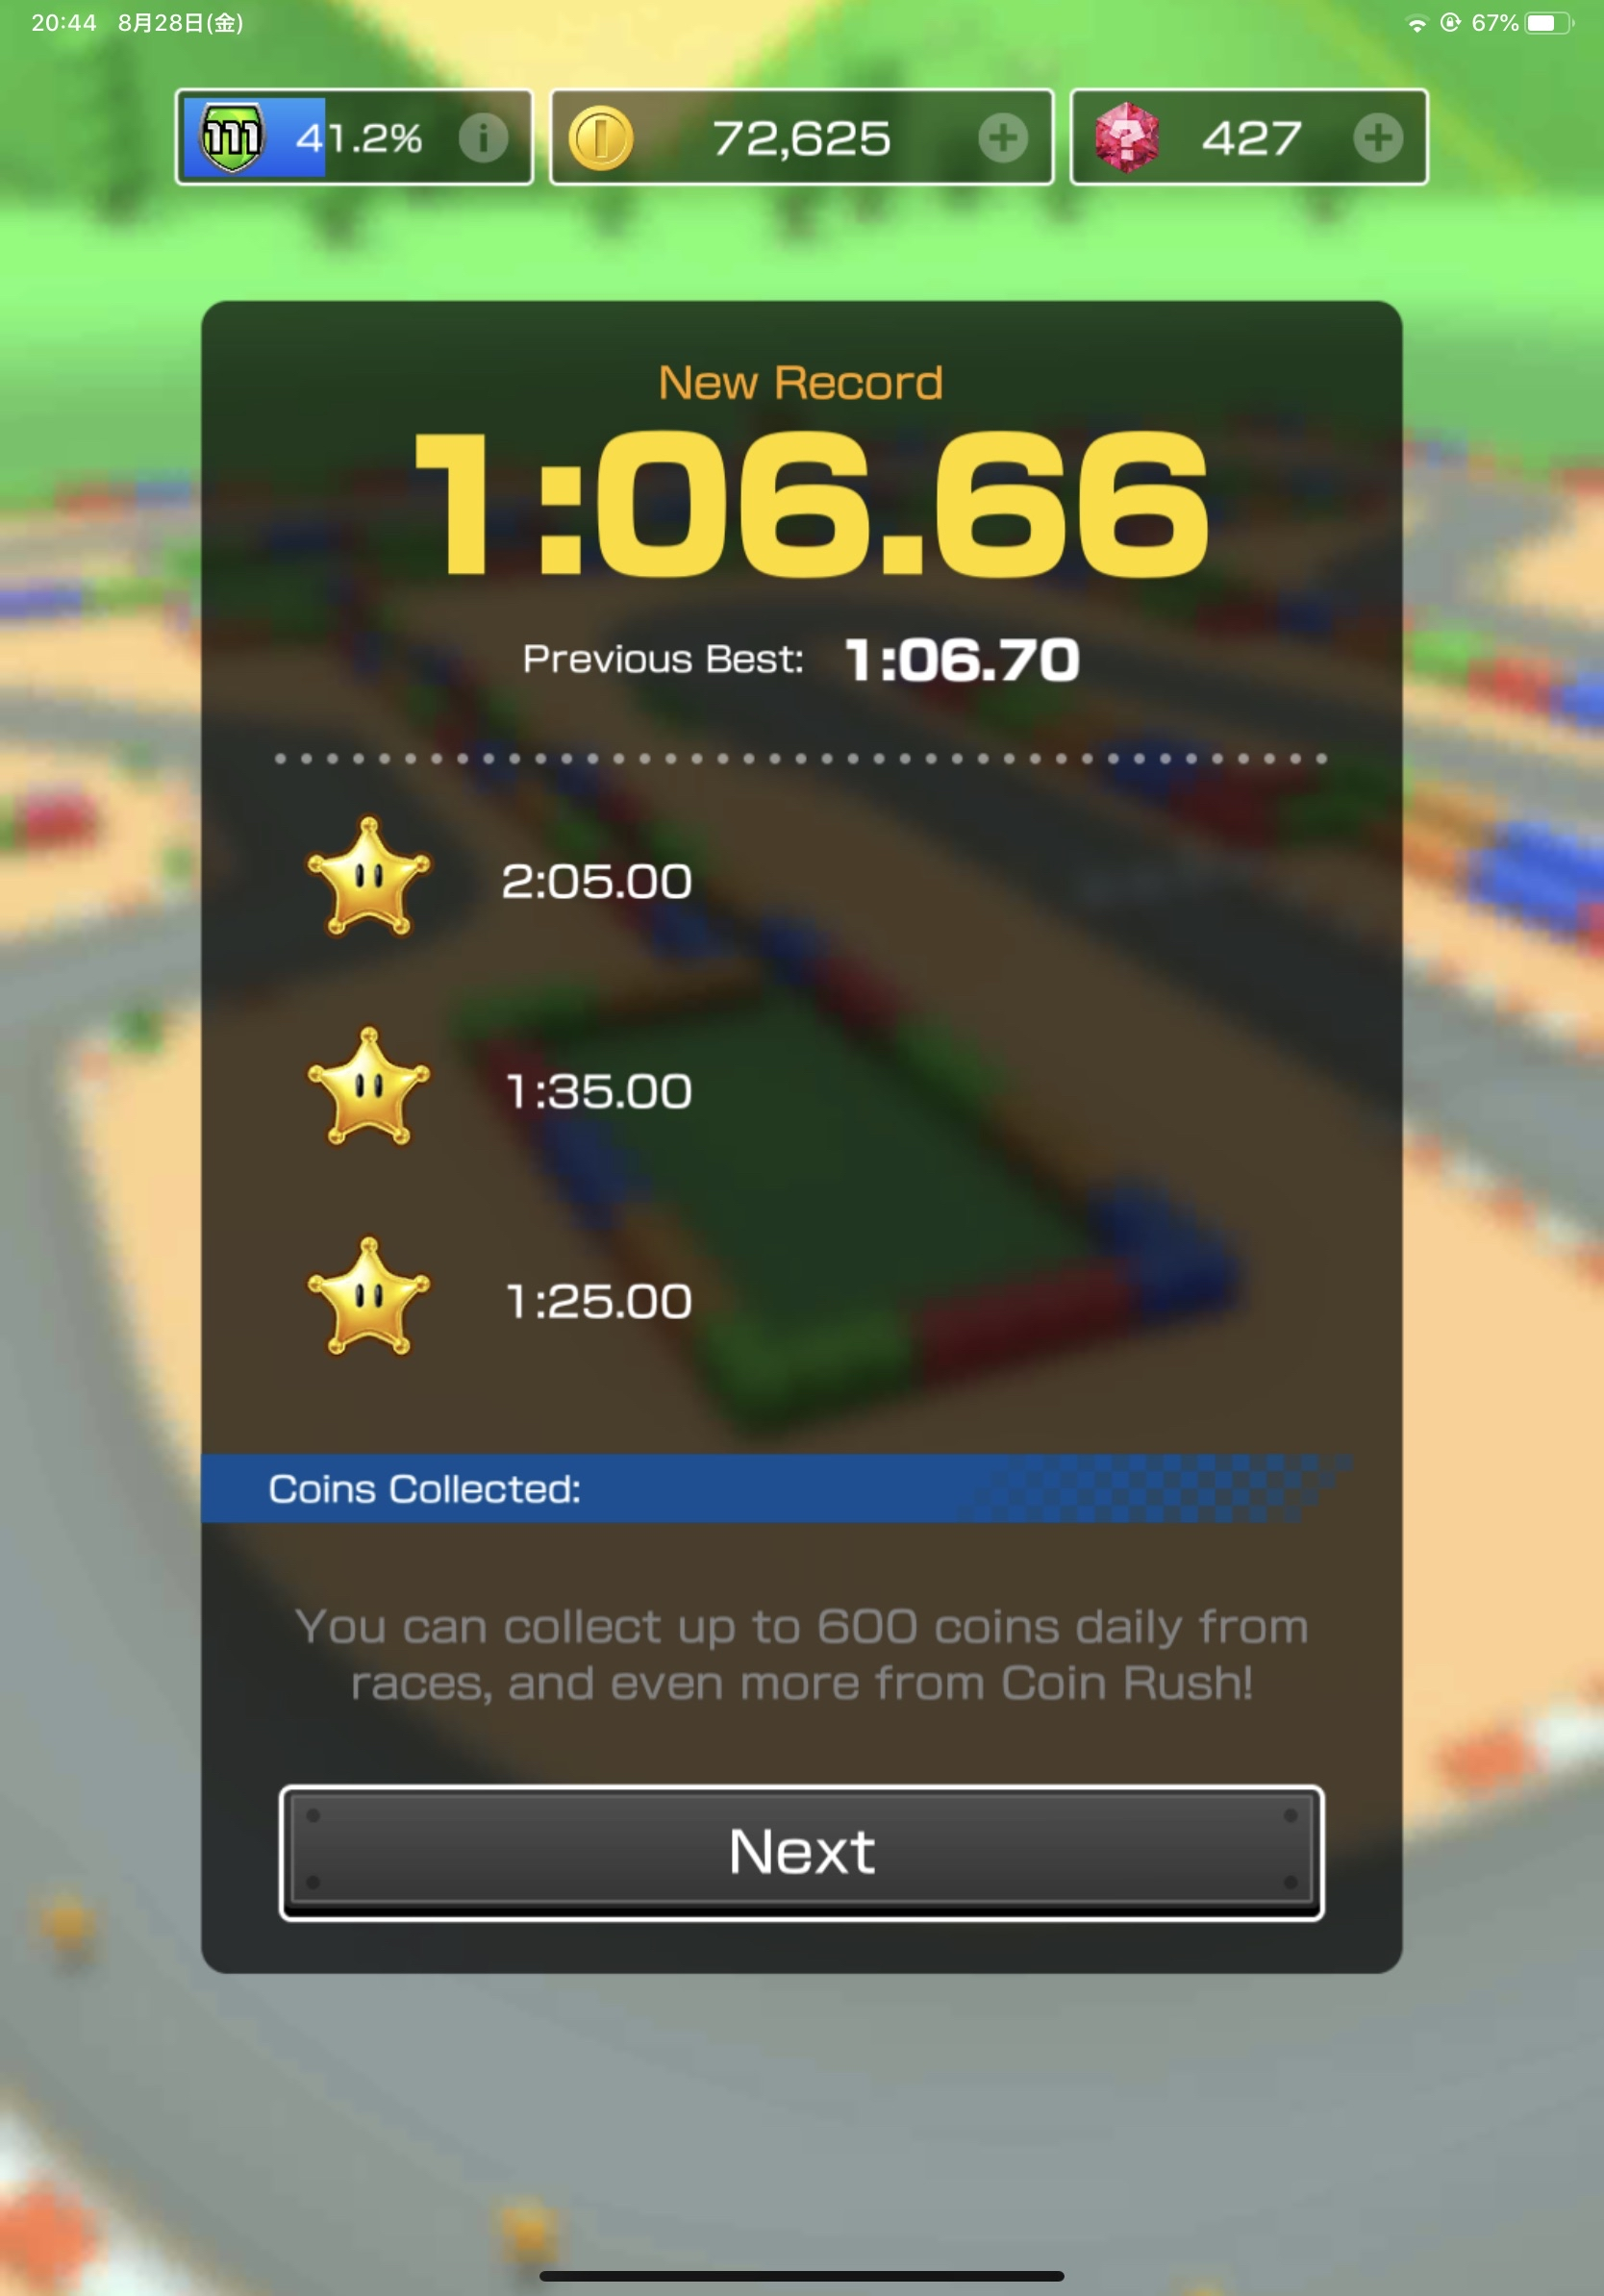 20:44 8月28日(金)
67%
111 41.2% i
72,625 +
? 427 +
New Record
1:06.66
Previous Best: 1:06.70
2:05.00
1:35.00
1:25.00
Coins Collected:
You can collect up to 600 coins daily from
races, and even more from Coin Rush!
Next